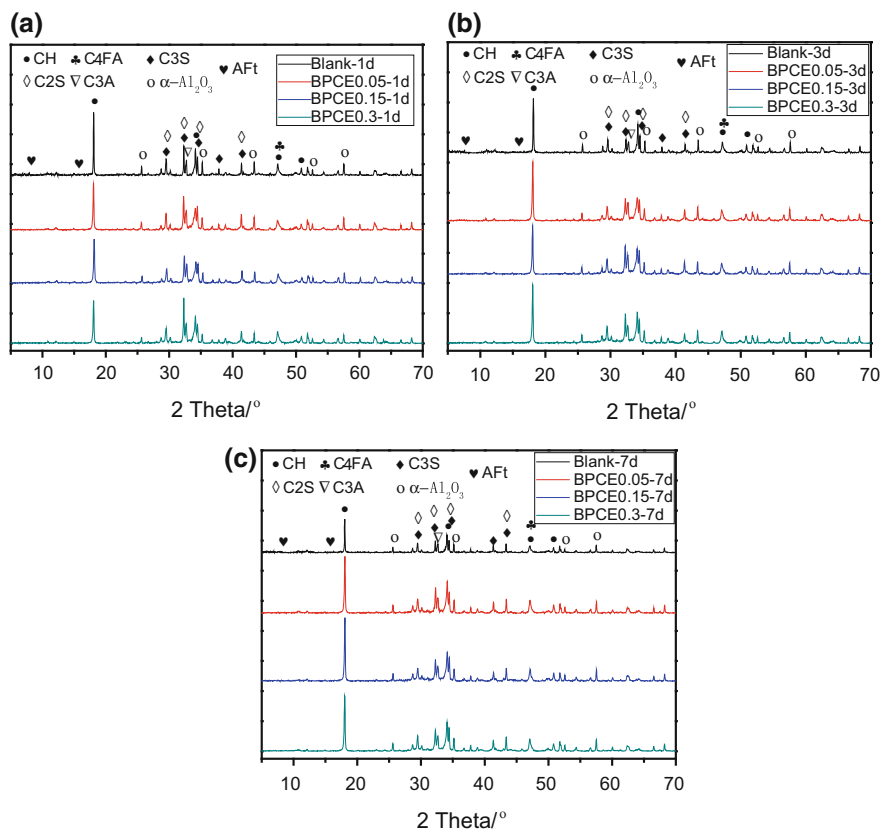 (a)
● CH ♣ C4FA ♦ C3S ♥ AFt
◊ C2S ∇ C3A o α-Al₂O₃
Blank-1d
BPCE0.05-1d
BPCE0.15-1d
BPCE0.3-1d
10 20 30 40 50 60 70
2 Theta/°
(b)
● CH ♣ C4FA ♦ C3S ♥ AFt
◊ C2S ∇ C3A o α-Al₂O₃
Blank-3d
BPCE0.05-3d
BPCE0.15-3d
BPCE0.3-3d
10 20 30 40 50 60 70
2 Theta/°
(c)
● CH ♣ C4FA ♦ C3S ♥ AFt
◊ C2S ∇ C3A o α-Al₂O₃
Blank-7d
BPCE0.05-7d
BPCE0.15-7d
BPCE0.3-7d
10 20 30 40 50 60 70
2 Theta/°